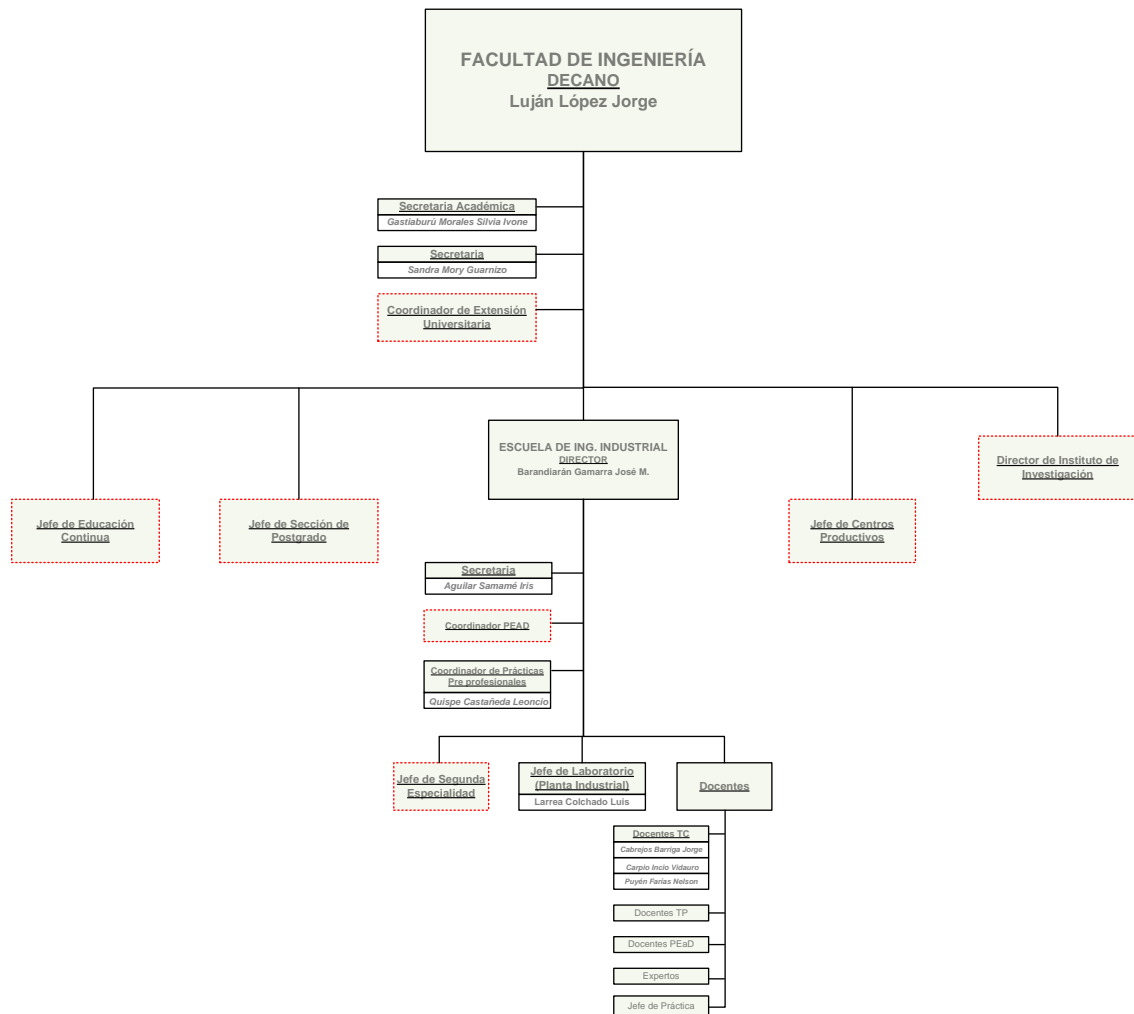 FACULTAD DE INGENIERÍA
DECANO
Luján López Jorge
Secretaria Académica
Gastiaburú Morales Silvia Ivone
Secretaria
Sandra Mory Guarnizo
Coordinador de Extensión
Universitaria
ESCUELA DE ING. INDUSTRIAL
DIRECTOR
Barandiarán Gamarra José M.
Director de Instituto de
Investigación
Jefe de Educación
Continua
Jefe de Sección de
Postgrado
Jefe de Centros
Productivos
Secretaria
Aguilar Samamé Iris
Coordinador PEAD
Coordinador de Prácticas
Pre profesionales
Quispe Castañeda Leoncio
Jefe de Segunda
Especialidad
Jefe de Laboratorio
(Planta Industrial)
Larrea Colchado Luis
Docentes
Docentes TC
Cabrejos Barriga Jorge
Carpio Incio Vidauro
Puyén Farías Nelson
Docentes TP
Docentes PEaD
Expertos
Jefe de Práctica